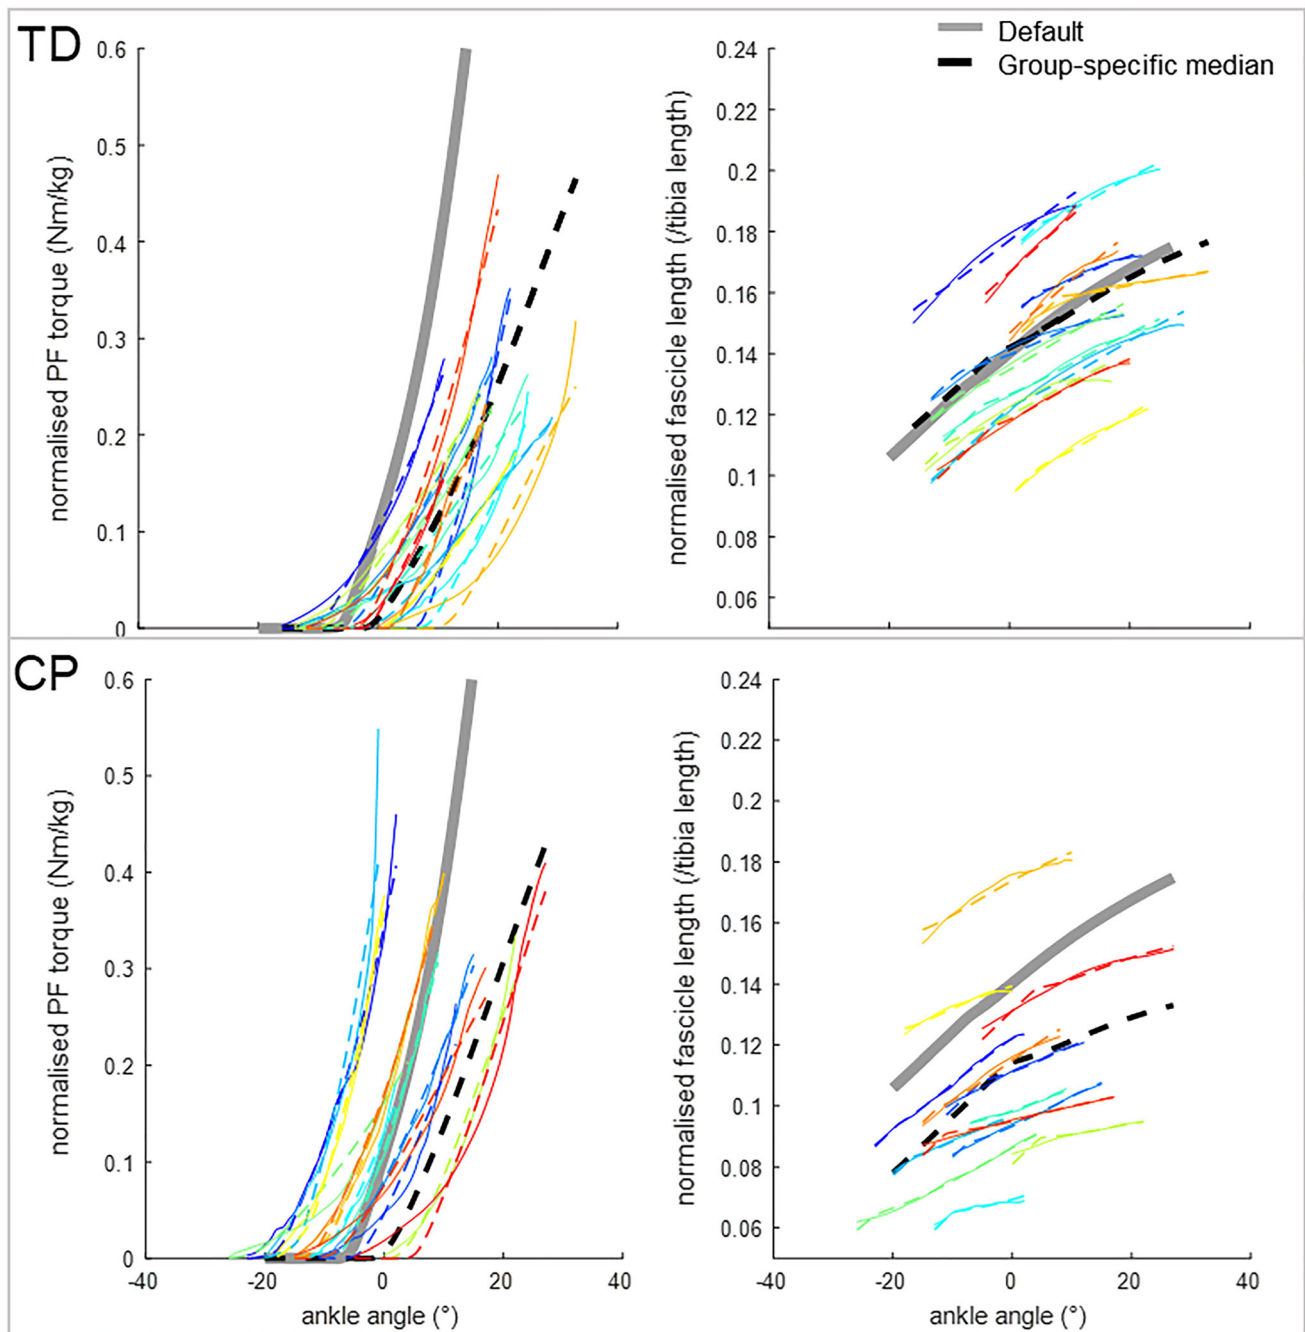 TD
Default
Group-specific median
normalised PF torque (Nm/kg)
0.6
0.5
0.4
0.3
0.2
0.1
0
normalised fascicle length (/tibia length)
0.24
0.22
0.2
0.18
0.16
0.14
0.12
0.1
0.08
0.06
CP
normalised PF torque (Nm/kg)
0.6
0.5
0.4
0.3
0.2
0.1
0
-40 -20 0 20 40
ankle angle (°)
normalised fascicle length (/tibia length)
0.24
0.22
0.2
0.18
0.16
0.14
0.12
0.1
0.08
0.06
-40 -20 0 20 40
ankle angle (°)